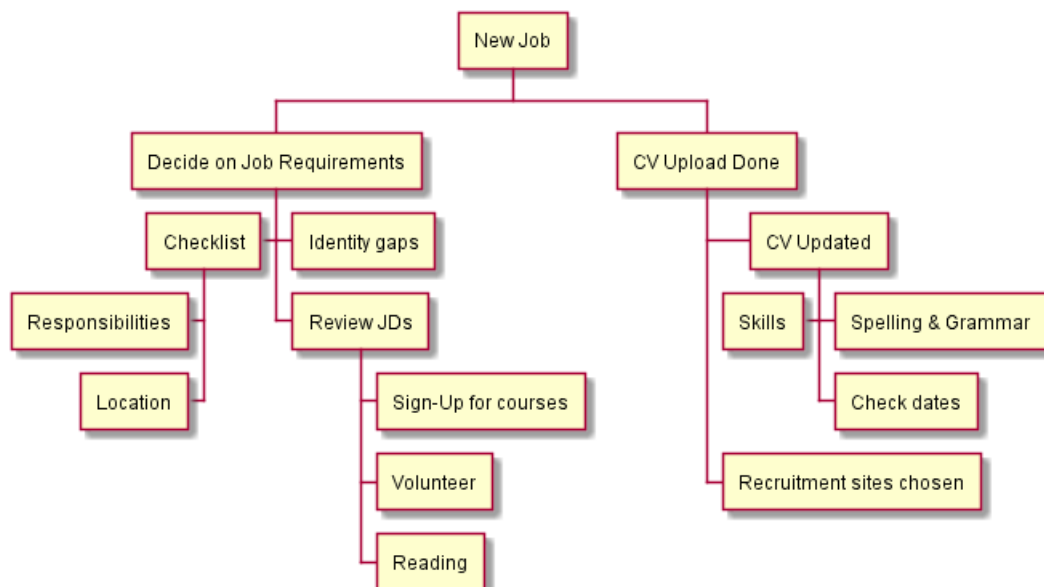 New Job
Decide on Job Requirements
CV Upload Done
Checklist
Identity gaps
CV Updated
Responsibilities
Review JDs
Skills
Spelling & Grammar
Location
Sign-Up for courses
Check dates
Volunteer
Recruitment sites chosen
Reading